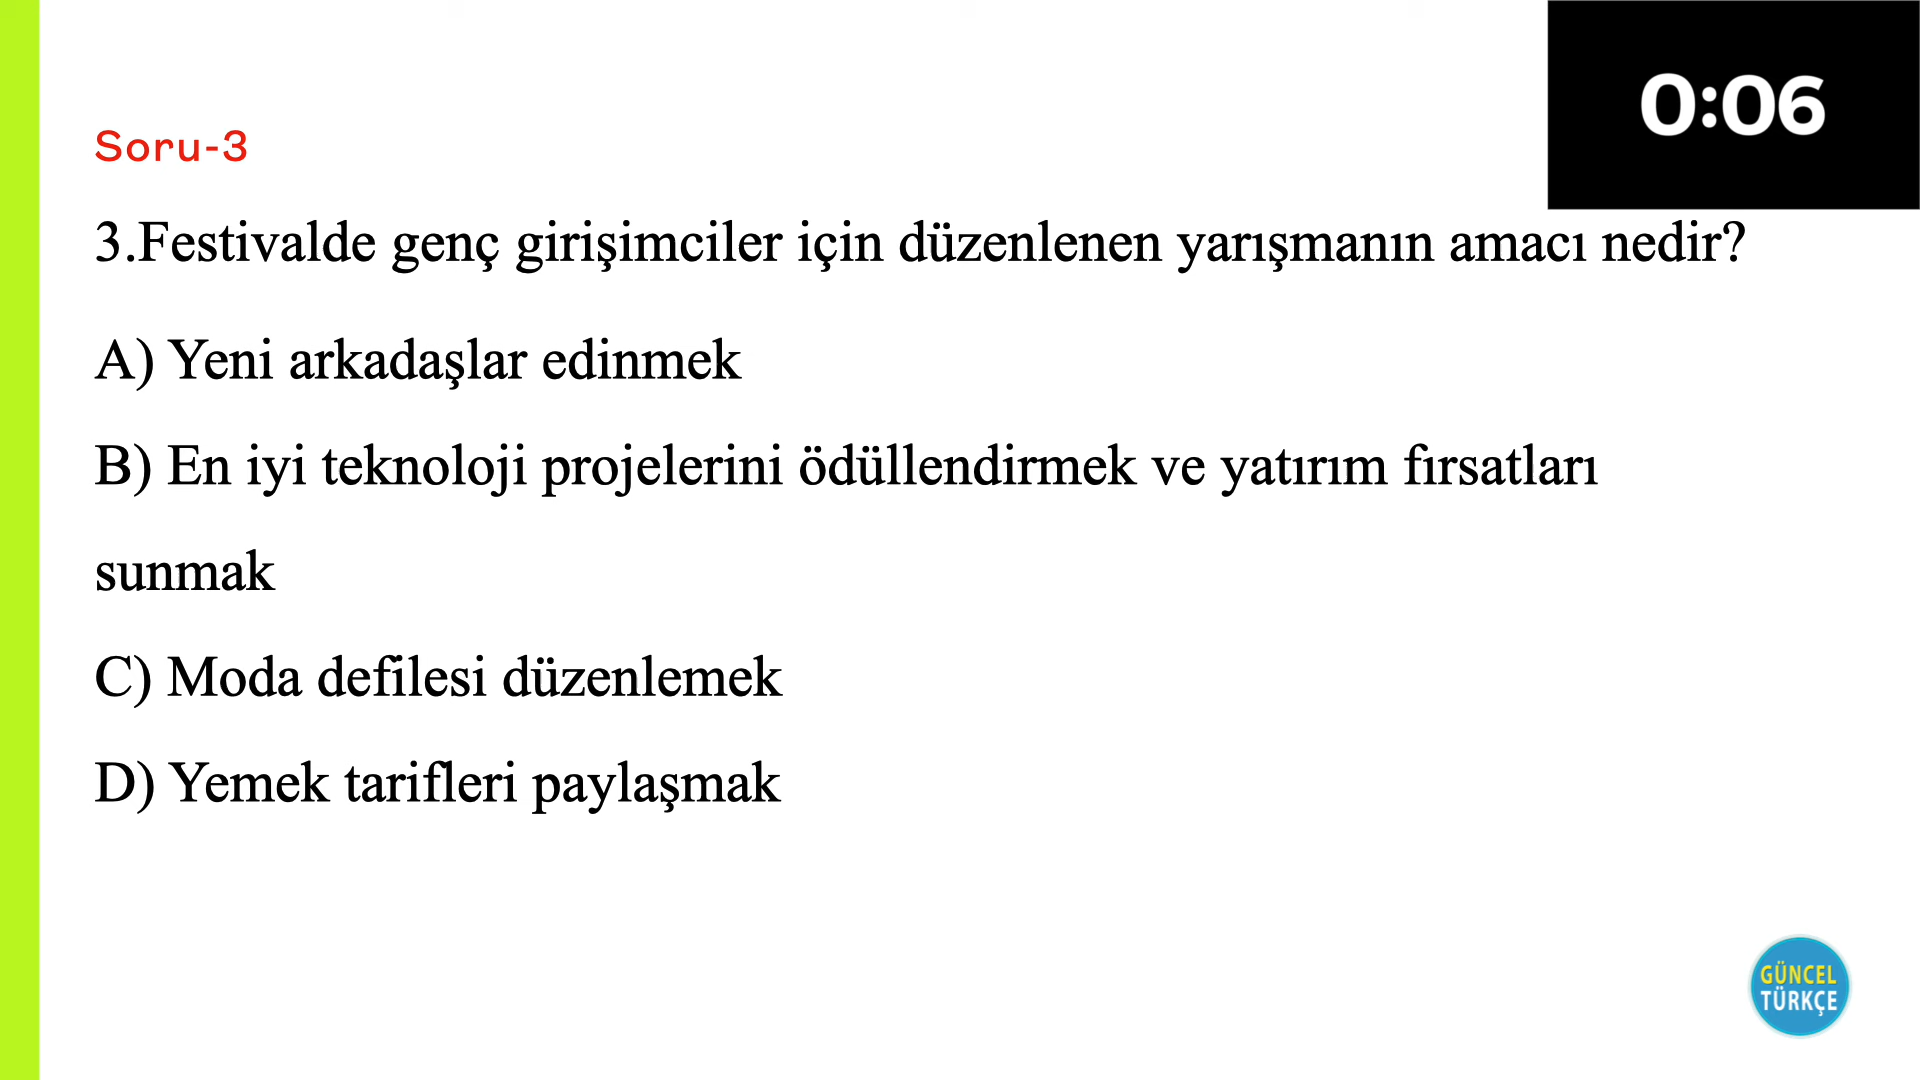 0:06
Soru-3
3.Festivalde genç girişimciler için düzenlenen yarışmanın amacı nedir?
A) Yeni arkadaşlar edinmek
B) En iyi teknoloji projelerini ödüllendirmek ve yatırım fırsatları
sunmak
C) Moda defilesi düzenlemek
D) Yemek tarifleri paylaşmak
GÜNCEL
TÜRKÇE